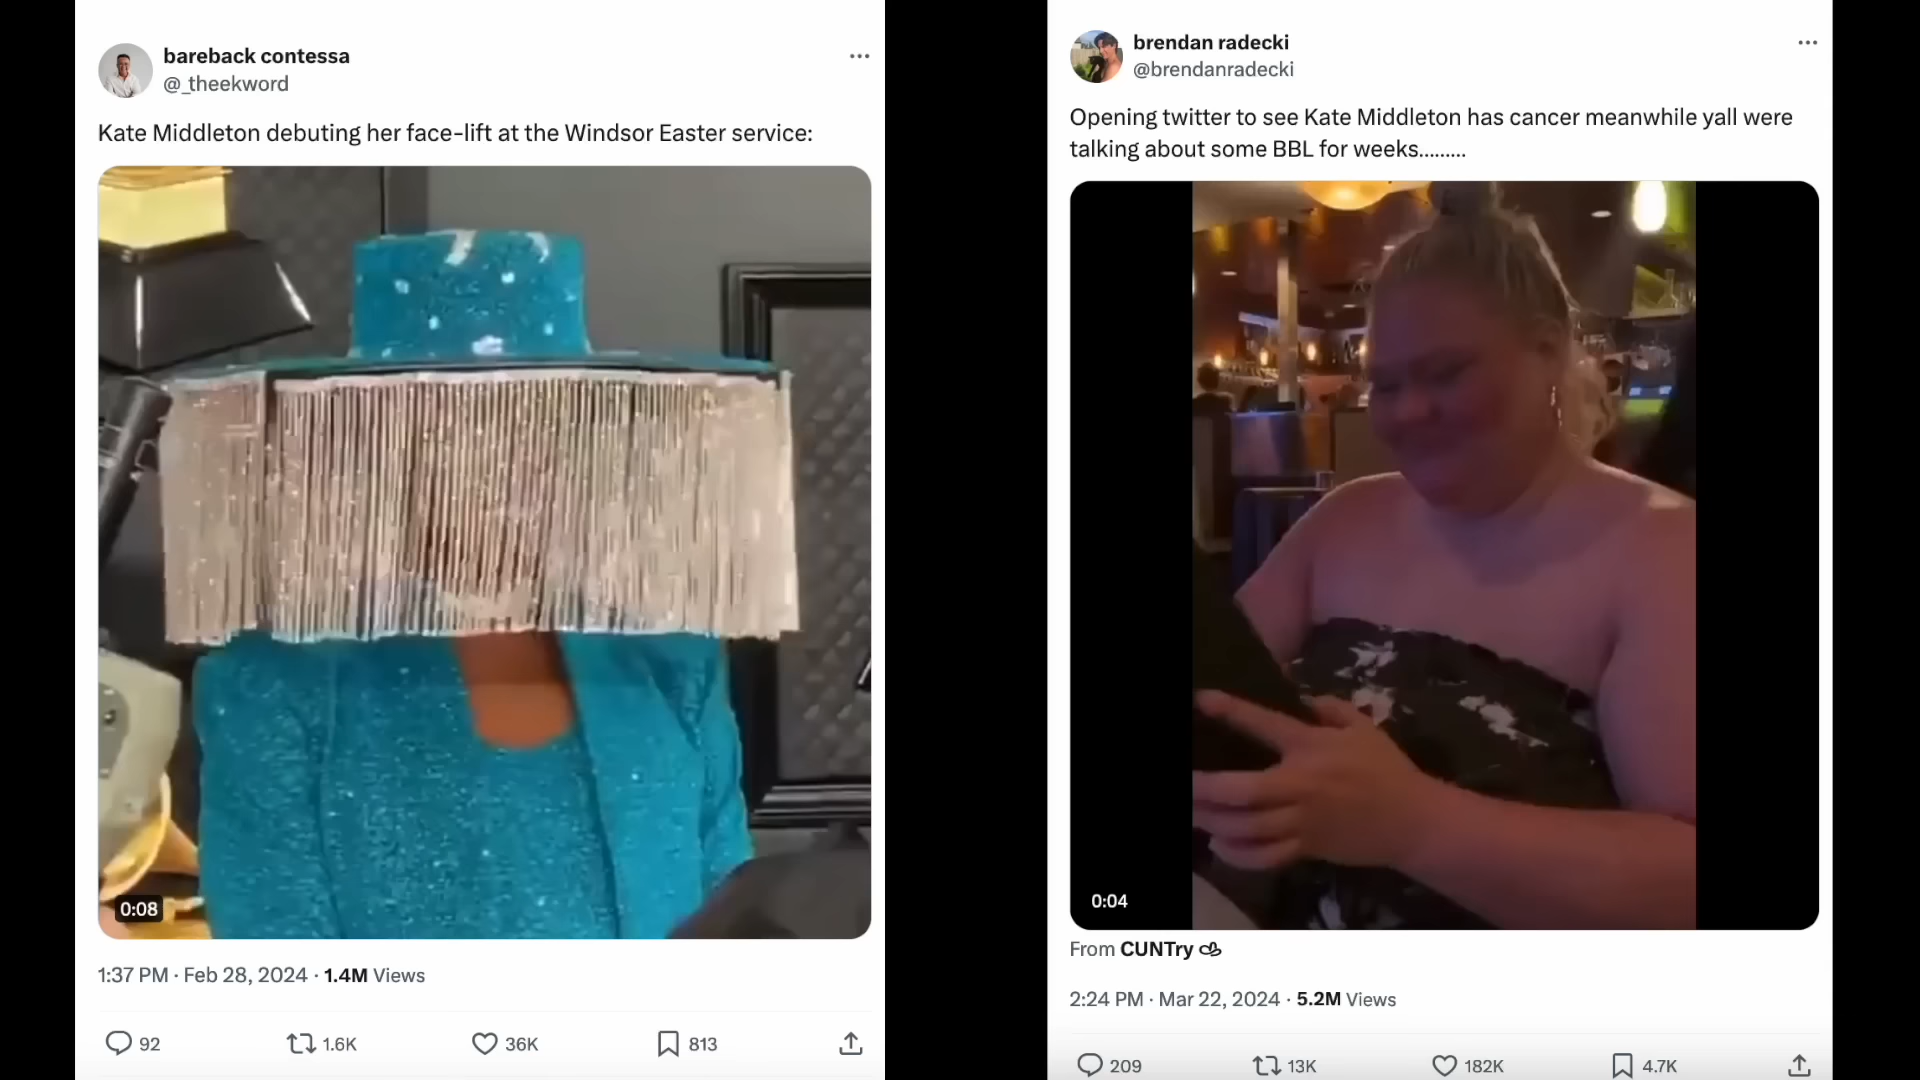 bareback contessa
@_theekword
Kate Middleton debuting her face-lift at the Windsor Easter service:
0:08
1:37 PM · Feb 28, 2024 · 1.4M Views
92 1.6K 36K 813
brendan radecki
@brendanradecki
Opening twitter to see Kate Middleton has cancer meanwhile yall were
talking about some BBL for weeks.........
0:04
From CUNTry
2:24 PM · Mar 22, 2024 · 5.2M Views
209 13K 182K 4.7K